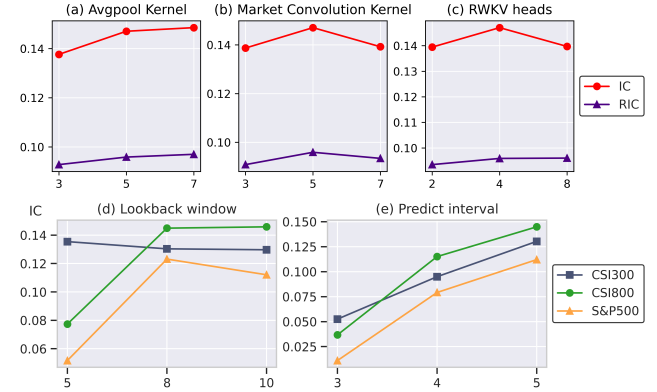 (a) Avgpool Kernel
0.14
0.12
0.10
3 5 7
(b) Market Convolution Kernel
0.14
0.12
0.10
3 5 7
(c) RWKV heads
0.14
0.13
0.12
0.11
0.10
2 4 8
IC
RIC
IC
(d) Lookback window
0.14
0.12
0.10
0.08
0.06
5 8 10
(e) Predict interval
0.150
0.125
0.100
0.075
0.050
0.025
3 4 5
CSI300
CSI800
S&P500